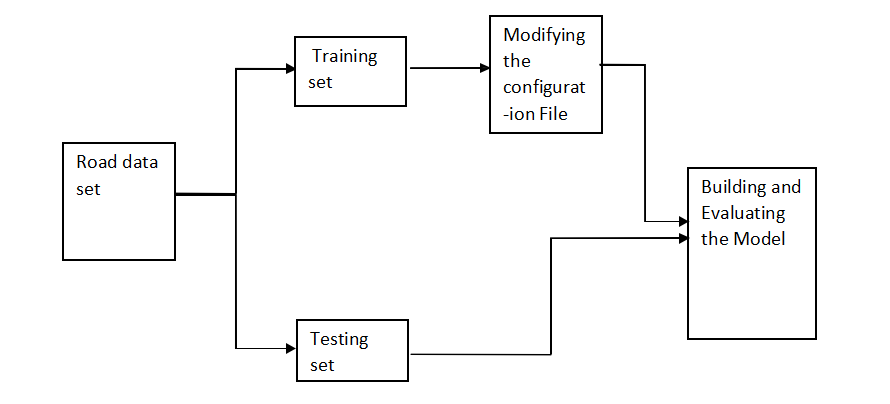 Road data
set
Training
set
Modifying
the
configurat
-ion File
Testing
set
Building and
Evaluating
the Model